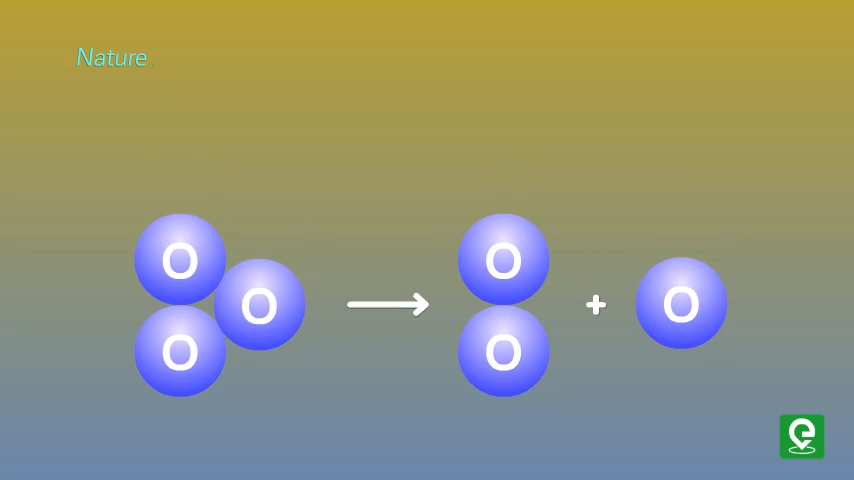 Nature
O O
O O → O + O
O O